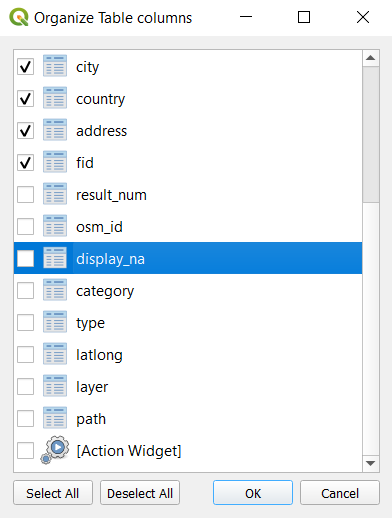 Organize Table columns
city
country
address
fid
result_num
osm_id
display_na
category
type
latlong
layer
path
[Action Widget]
Select All Deselect All OK Cancel